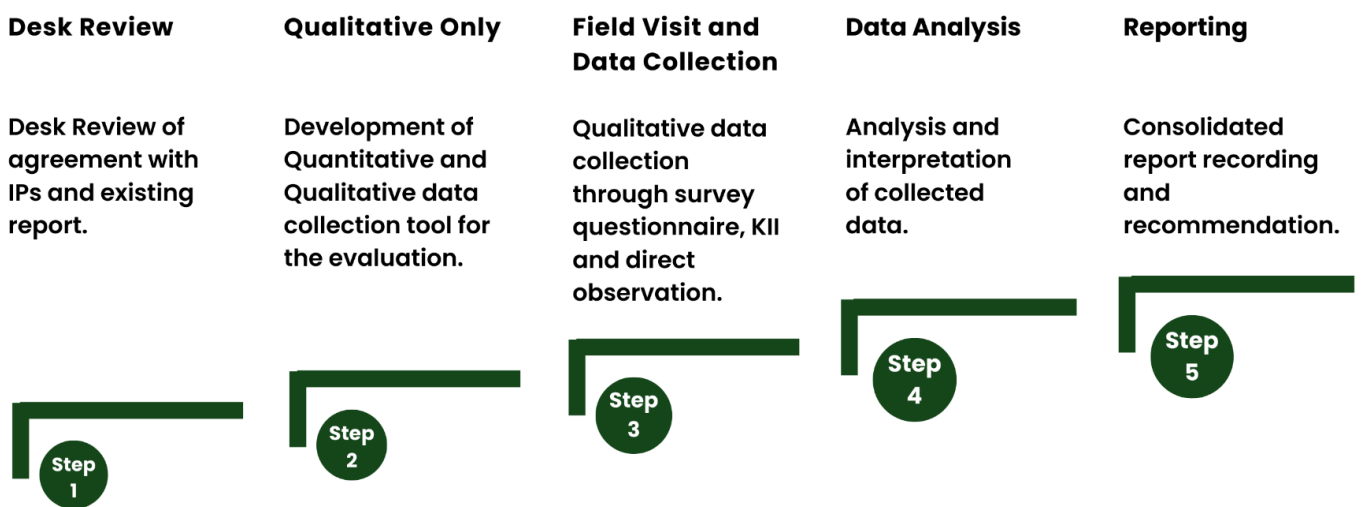 Desk Review
Desk Review of
agreement with
IPs and existing
report.
Step
1
Qualitative Only
Development of
Quantitative and
Qualitative data
collection tool for
the evaluation.
Step
2
Field Visit and
Data Collection
Qualitative data
collection
through survey
questionnaire, KII
and direct
observation.
Step
3
Data Analysis
Analysis and
interpretation
of collected
data.
Step
4
Reporting
Consolidated
report recording
and
recommendation.
Step
5